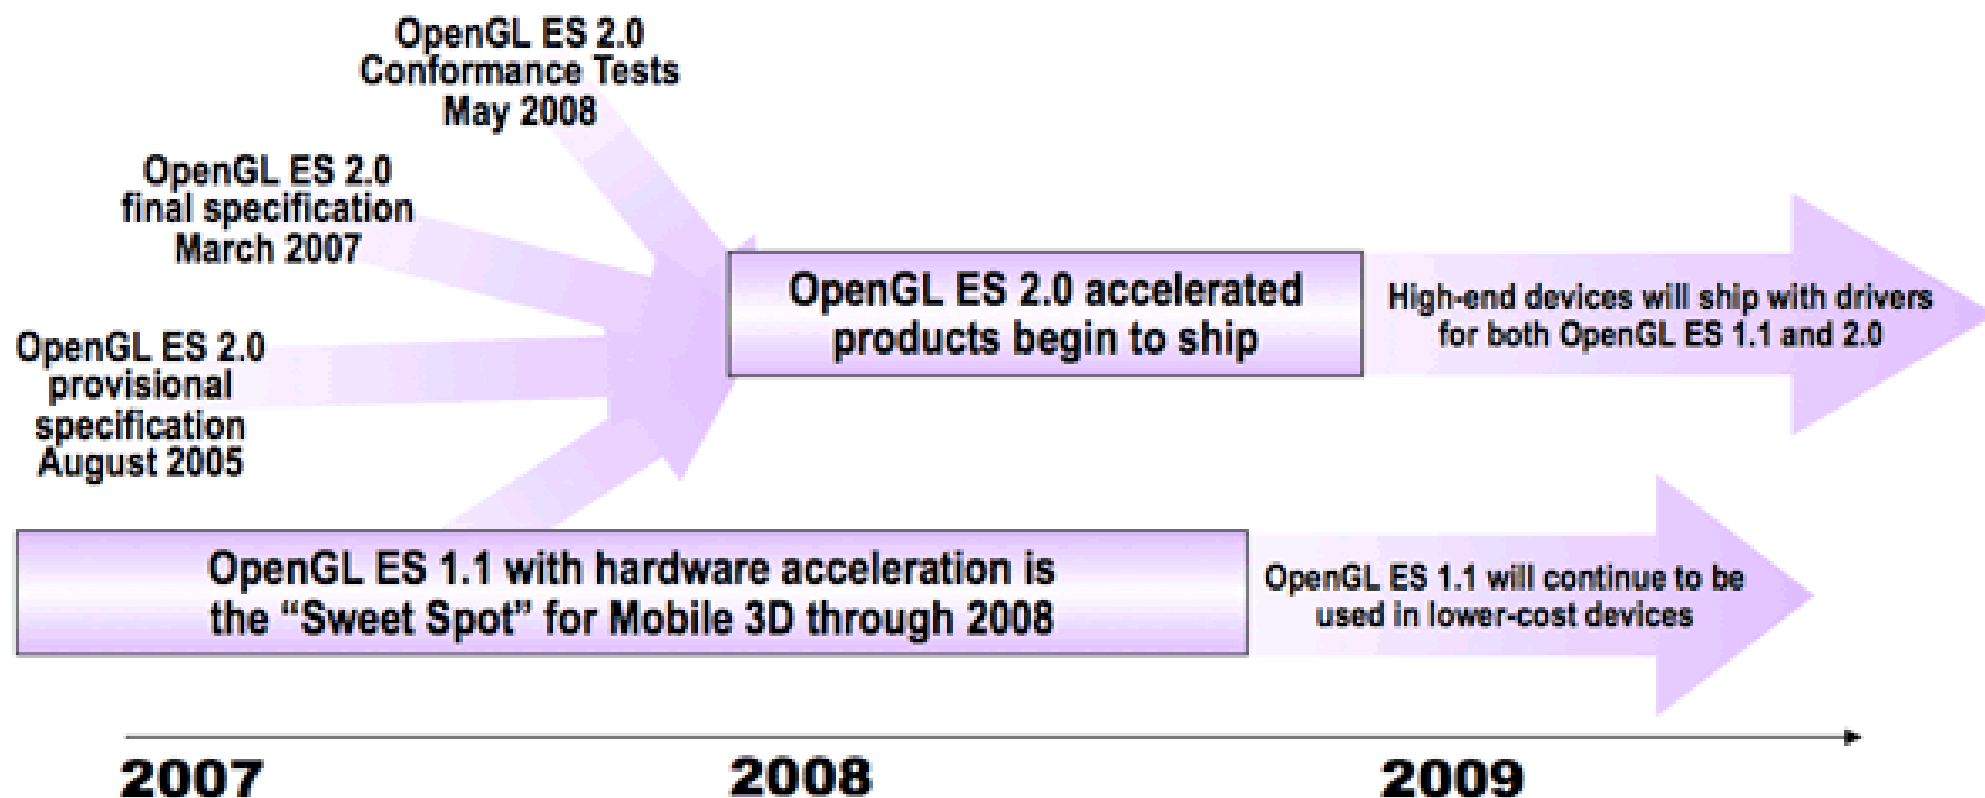 OpenGL ES 2.0
Conformance Tests
May 2008
OpenGL ES 2.0
final specification
March 2007
OpenGL ES 2.0
provisional
specification
August 2005
OpenGL ES 2.0 accelerated
products begin to ship
High-end devices will ship with drivers
for both OpenGL ES 1.1 and 2.0
OpenGL ES 1.1 with hardware acceleration is
the “Sweet Spot” for Mobile 3D through 2008
OpenGL ES 1.1 will continue to be
used in lower-cost devices
2007
2008
2009